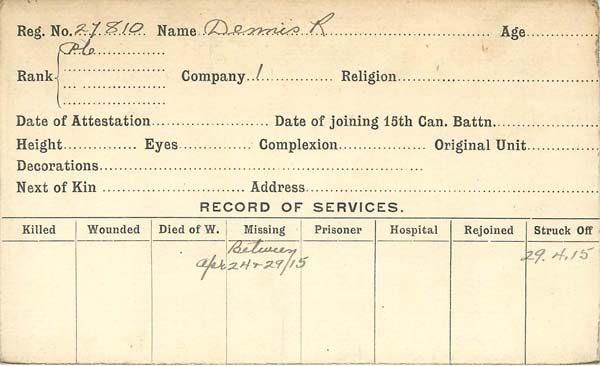 Reg. No. 27810 Name Dennis R Age
Pte
Rank Company 1 Religion
Date of Attestation Date of joining 15th Can. Battn.
Height Eyes Complexion Original Unit
Decorations
Next of Kin Address
RECORD OF SERVICES.
Killed Wounded Died of W. Missing Prisoner Hospital Rejoined Struck Off
Between 29.4.15
Apr 24 & 29/15